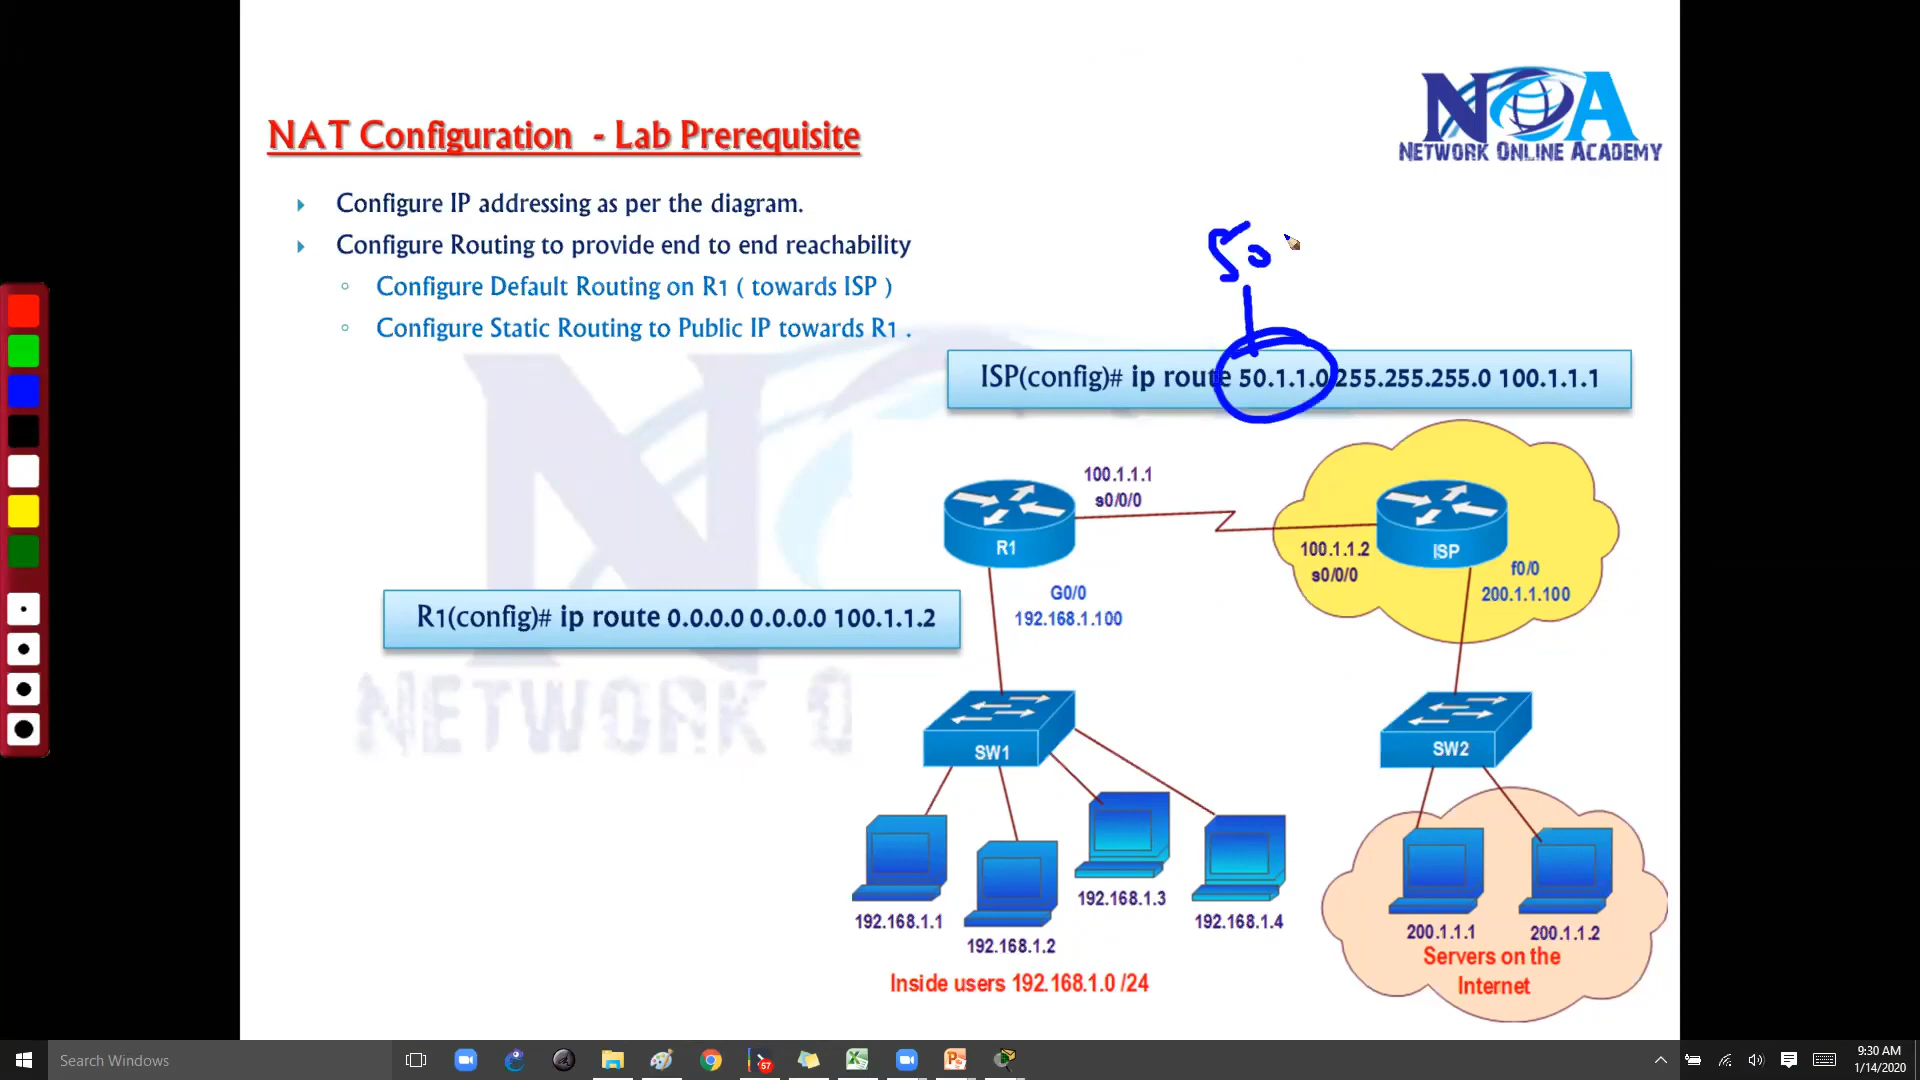 NAT Configuration - Lab Prerequisite
NOA
NETWORK ONLINE ACADEMY
Configure IP addressing as per the diagram.
Configure Routing to provide end to end reachability
Configure Default Routing on R1 ( towards ISP )
Configure Static Routing to Public IP towards R1 .
50
ISP(config)# ip route 50.1.1.0 255.255.255.0 100.1.1.1
100.1.1.1
s0/0/0
R1
100.1.1.2
s0/0/0
ISP
f0/0
200.1.1.100
G0/0
192.168.1.100
R1(config)# ip route 0.0.0.0 0.0.0.0 100.1.1.2
NETWORK O
SW1
SW2
192.168.1.1
192.168.1.2
192.168.1.3
192.168.1.4
200.1.1.1
200.1.1.2
Servers on the
Internet
Inside users 192.168.1.0 /24
Search Windows
57
9:30 AM
1/14/2020